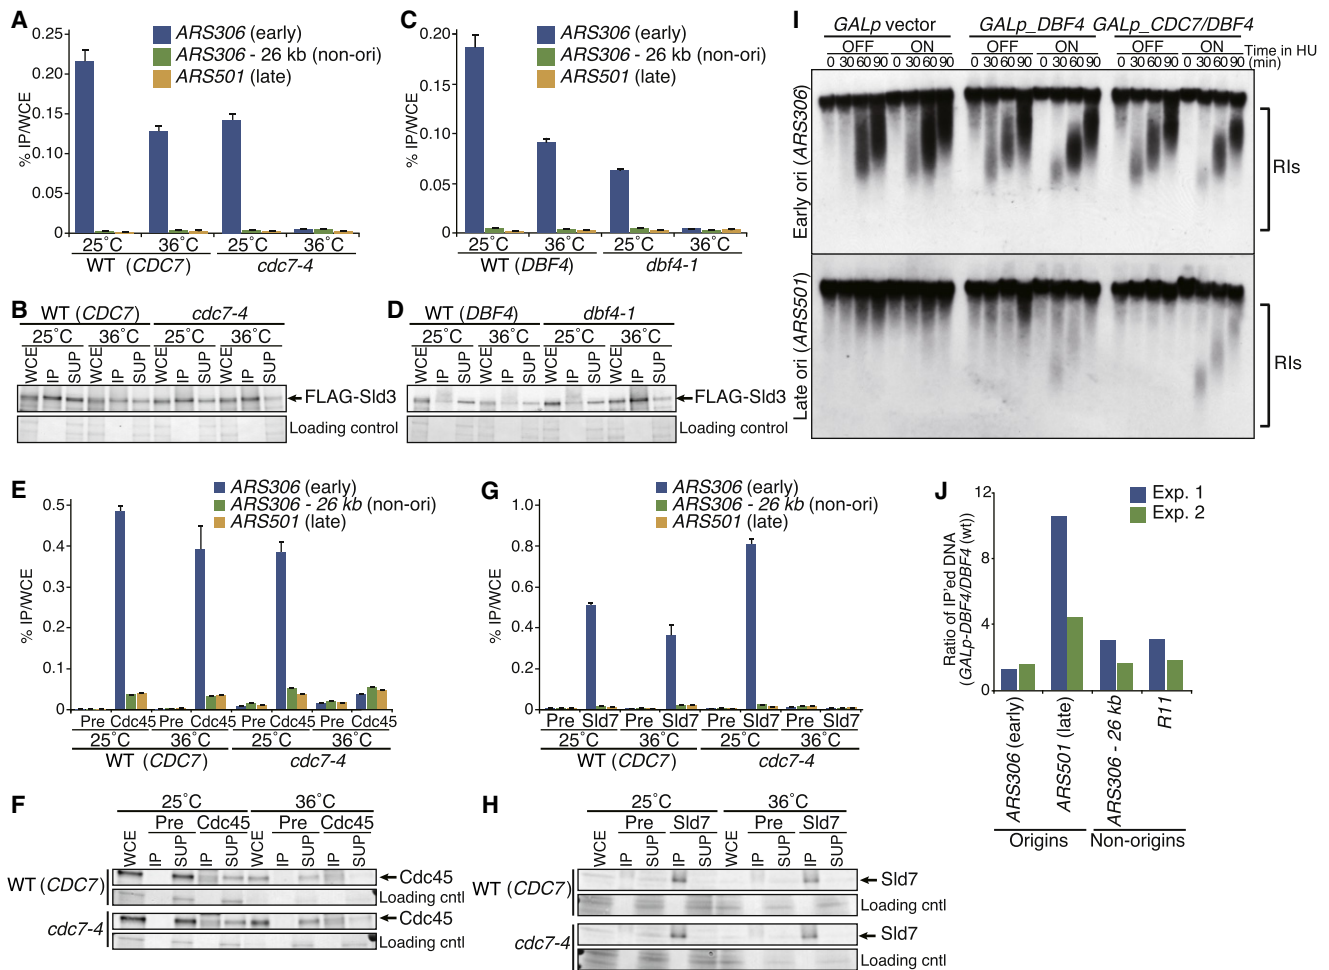 A
0.25
0.20
0.15
0.10
0.05
0
% IP/WCE
ARS306 (early)
ARS306 - 26 kb (non-ori)
ARS501 (late)
25˚C 36˚C 25˚C 36˚C
WT (CDC7) cdc7-4
B
WT (CDC7) cdc7-4
25˚C 36˚C 25˚C 36˚C
WCE IP SUP WCE IP SUP WCE IP SUP WCE IP SUP
FLAG-Sld3
Loading control
C
0.20
0.15
0.10
0.05
0
% IP/WCE
ARS306 (early)
ARS306 - 26 kb (non-ori)
ARS501 (late)
25˚C 36˚C 25˚C 36˚C
WT (DBF4) dbf4-1
D
WT (DBF4) dbf4-1
25˚C 36˚C 25˚C 36˚C
WCE IP SUP WCE IP SUP WCE IP SUP WCE IP SUP
FLAG-Sld3
Loading control
E
0.5
0.4
0.3
0.2
0.1
0
% IP/WCE
ARS306 (early)
ARS306 - 26 kb (non-ori)
ARS501 (late)
Pre Cdc45 Pre Cdc45 Pre Cdc45 Pre Cdc45
25˚C 36˚C 25˚C 36˚C
WT (CDC7) cdc7-4
F
25˚C 36˚C
Pre Cdc45 Pre Cdc45
WCE IP SUP IP SUP WCE IP SUP IP SUP
WT (CDC7)
Cdc45
Loading cntl
cdc7-4
Cdc45
Loading cntl
G
1.0
0.8
0.6
0.4
0.2
0
% IP/WCE
ARS306 (early)
ARS306 - 26 kb (non-ori)
ARS501 (late)
Pre Sld7 Pre Sld7 Pre Sld7 Pre Sld7
25˚C 36˚C 25˚C 36˚C
WT (CDC7) cdc7-4
H
25˚C 36˚C
Pre Sld7 Pre Sld7
WCE IP SUP IP SUP WCE IP SUP IP SUP
WT (CDC7)
Sld7
Loading cntl
cdc7-4
Sld7
Loading cntl
I
GALp vector GALp_DBF4 GALp_CDC7/DBF4
OFF ON OFF ON OFF ON
0 30 60 90 0 30 60 90 0 30 60 90 0 30 60 90 0 30 60 90 0 30 60 90
Time in HU
(min)
Early ori (ARS306)
RIs
Late ori (ARS501)
RIs
J
12
8
4
0
Ratio of IP'ed DNA
(GALp-DBF4/DBF4 (wt))
Exp. 1
Exp. 2
ARS306 (early)
ARS501 (late)
ARS306 - 26 kb
R11
Origins Non-origins